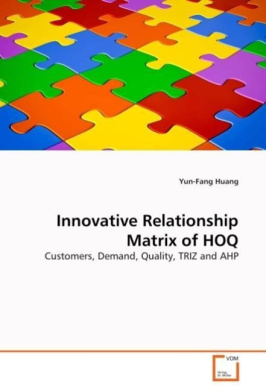 Yun-Fang Huang
Innovative Relationship
Matrix of HOQ
Customers, Demand, Quality, TRIZ and AHP
VDM